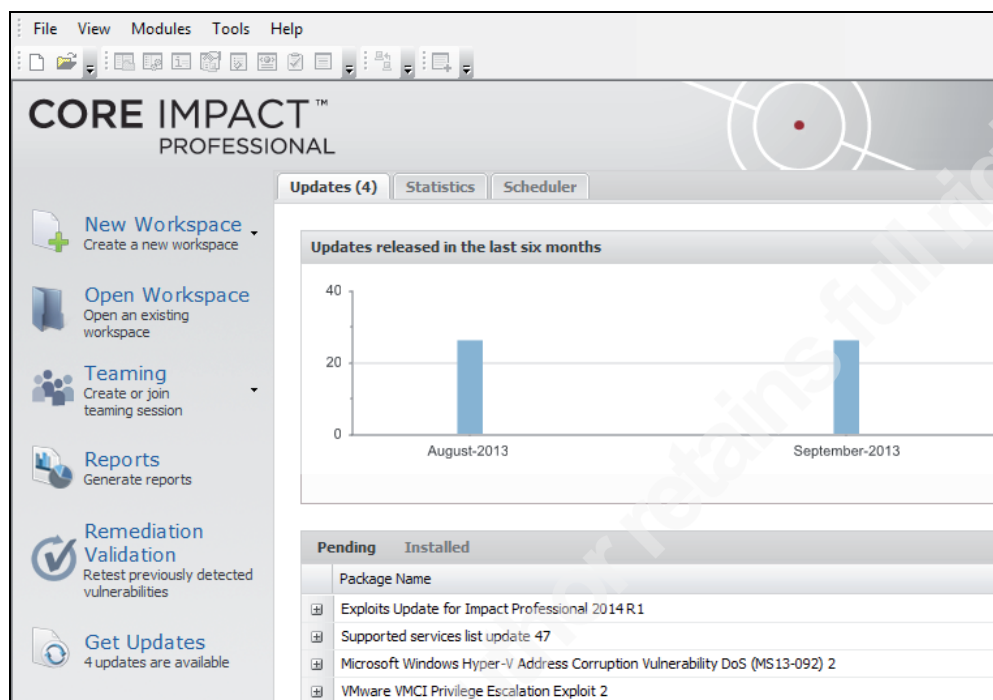 File View Modules Tools Help
CORE IMPACT™
PROFESSIONAL
Updates (4) Statistics Scheduler
New Workspace
Create a new workspace
Open Workspace
Open an existing
workspace
Teaming
Create or join
teaming session
Reports
Generate reports
Remediation
Validation
Retest previously detected
vulnerabilities
Get Updates
4 updates are available
Updates released in the last six months
40
20
0
August-2013 September-2013
Pending Installed
Package Name
Exploits Update for Impact Professional 2014 R1
Supported services list update 47
Microsoft Windows Hyper-V Address Corruption Vulnerability DoS (MS13-092) 2
VMware VMCI Privilege Escalation Exploit 2
retains full